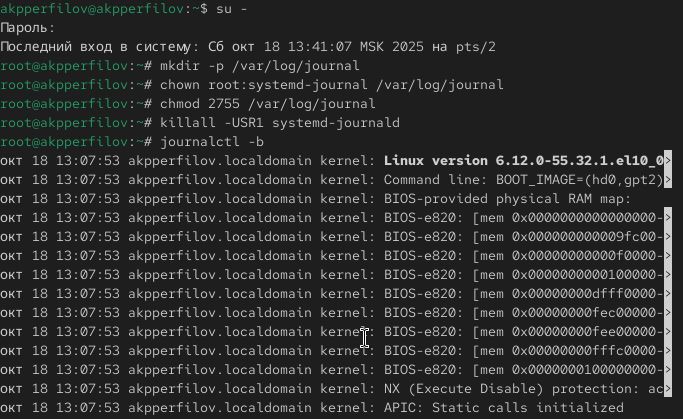 akpperfilov@akpperfilov:~$ su -
Пароль:
Последний вход в систему: Сб окт 18 13:41:07 MSK 2025 на pts/2
root@akpperfilov:~# mkdir -p /var/log/journal
root@akpperfilov:~# chown root:systemd-journal /var/log/journal
root@akpperfilov:~# chmod 2755 /var/log/journal
root@akpperfilov:~# killall -USR1 systemd-journald
root@akpperfilov:~# journalctl -b
окт 18 13:07:53 akpperfilov.localdomain kernel: Linux version 6.12.0-55.32.1.el10_0>
окт 18 13:07:53 akpperfilov.localdomain kernel: Command line: BOOT_IMAGE=(hd0,gpt2)>
окт 18 13:07:53 akpperfilov.localdomain kernel: BIOS-provided physical RAM map:
окт 18 13:07:53 akpperfilov.localdomain kernel: BIOS-e820: [mem 0x0000000000000000->
окт 18 13:07:53 akpperfilov.localdomain kernel: BIOS-e820: [mem 0x000000000009fc00->
окт 18 13:07:53 akpperfilov.localdomain kernel: BIOS-e820: [mem 0x00000000000f0000->
окт 18 13:07:53 akpperfilov.localdomain kernel: BIOS-e820: [mem 0x0000000000100000->
окт 18 13:07:53 akpperfilov.localdomain kernel: BIOS-e820: [mem 0x00000000dfff0000->
окт 18 13:07:53 akpperfilov.localdomain kernel: BIOS-e820: [mem 0x00000000fec00000->
окт 18 13:07:53 akpperfilov.localdomain kernel: BIOS-e820: [mem 0x00000000fee00000->
окт 18 13:07:53 akpperfilov.localdomain kernel: BIOS-e820: [mem 0x00000000fffc0000->
окт 18 13:07:53 akpperfilov.localdomain kernel: BIOS-e820: [mem 0x0000000100000000->
окт 18 13:07:53 akpperfilov.localdomain kernel: NX (Execute Disable) protection: ac>
окт 18 13:07:53 akpperfilov.localdomain kernel: APIC: Static calls initialized